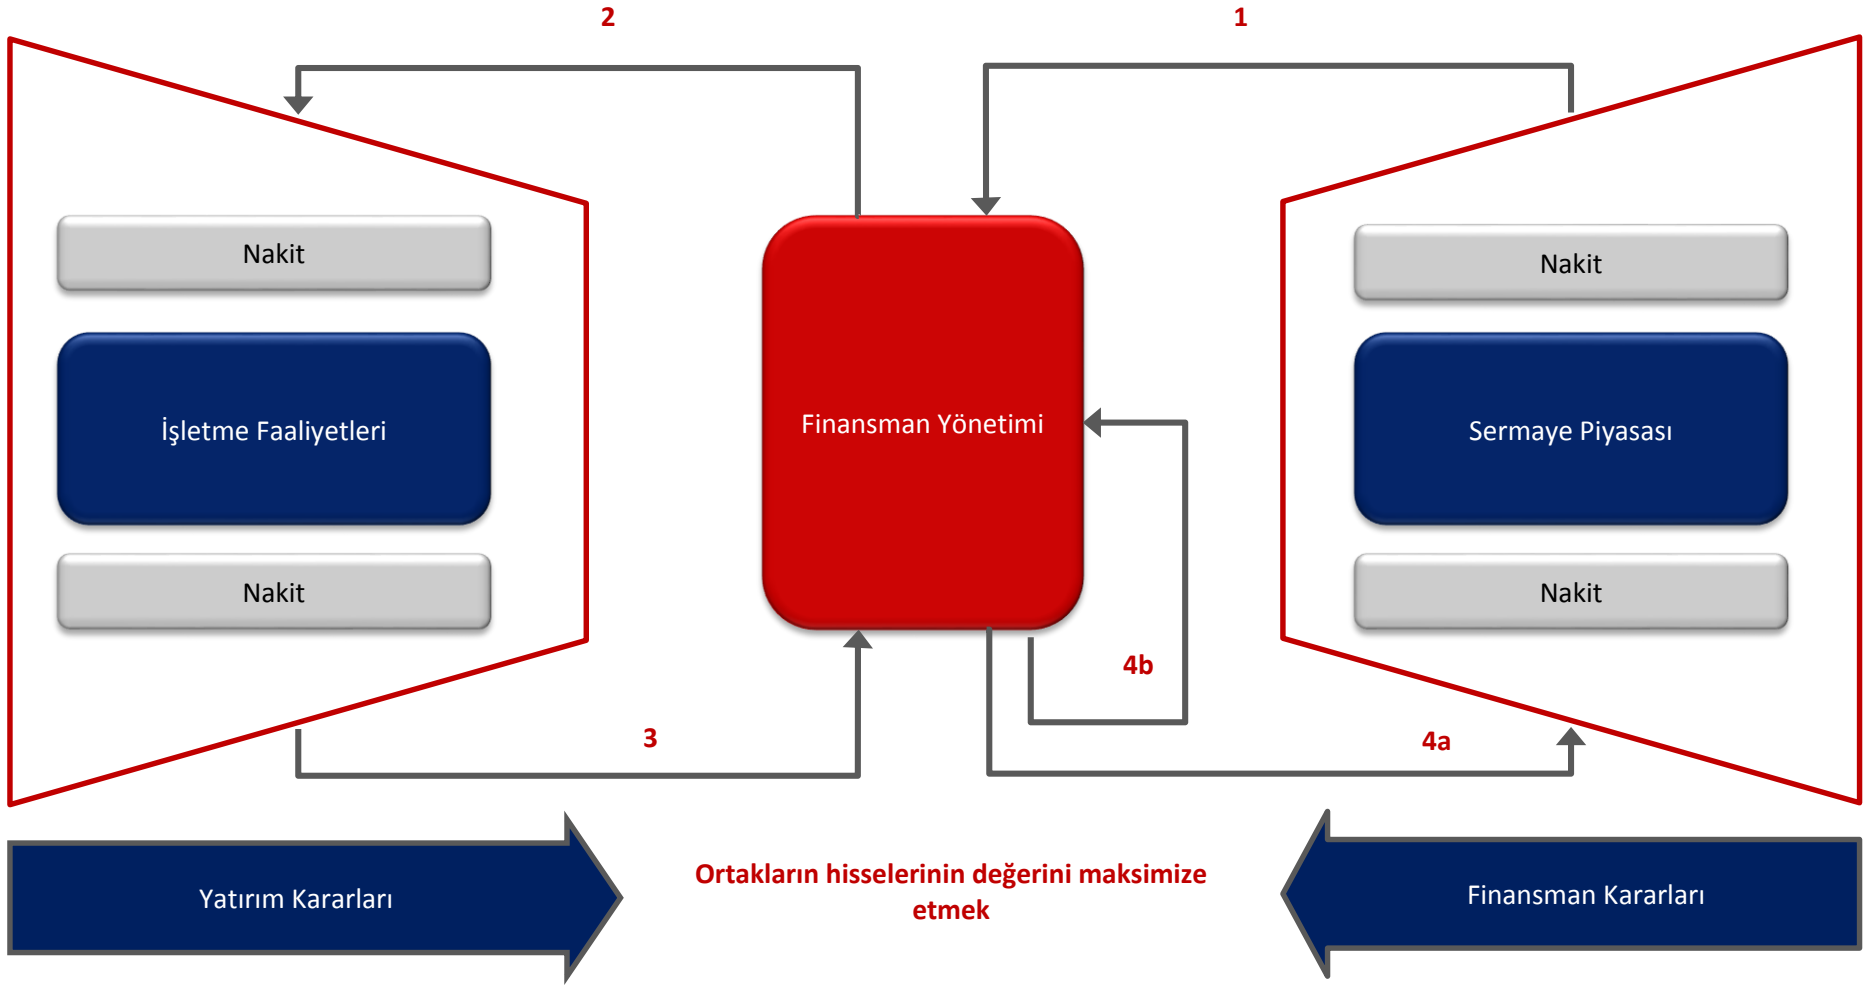 2
1
Nakit
Nakit
İşletme Faaliyetleri
Finansman Yönetimi
Sermaye Piyasası
Nakit
Nakit
4b
3
4a
Yatırım Kararları
Ortakların hisselerinin değerini maksimize
etmek
Finansman Kararları